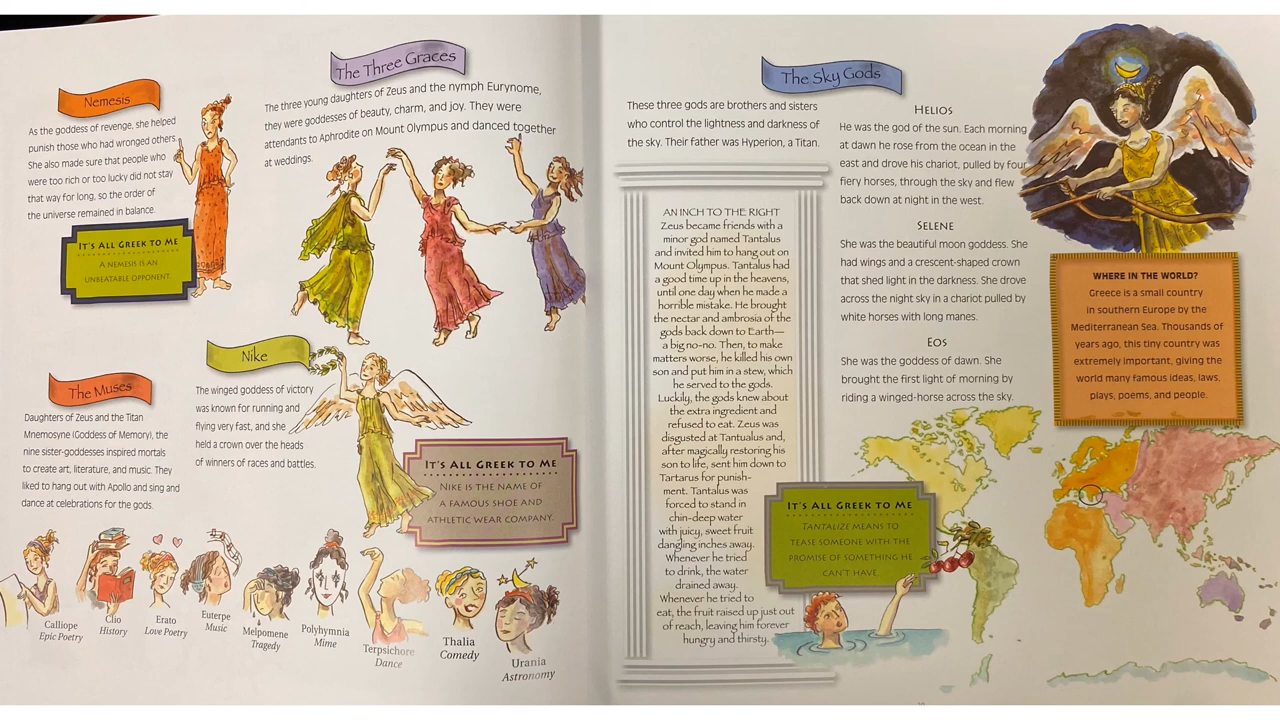 Nemesis
As the goddess of revenge, she helped
punish those who had wronged others.
She also made sure that people who
were too rich or too lucky did not stay
that way for long, so the order of
the universe remained in balance.
IT'S ALL GREEK TO ME
A NEMESIS IS AN
UNBEATABLE OPPONENT.
The Three Graces
The three young daughters of Zeus and the nymph Eurynome,
they were goddesses of beauty, charm, and joy. They were
attendants to Aphrodite on Mount Olympus and danced together
at weddings.
Nike
The winged goddess of victory
was known for running and
flying very fast, and she
held a crown over the heads
of winners of races and battles.
IT'S ALL GREEK TO ME
NIKE IS THE NAME OF
A FAMOUS SHOE AND
ATHLETIC WEAR COMPANY.
The Muses
Daughters of Zeus and the Titan
Mnemosyne (Goddess of Memory), the
nine sister-goddesses inspired mortals
to create art, literature, and music. They
liked to hang out with Apollo and sing and
dance at celebrations for the gods.
Calliope
Epic Poetry
Clio
History
Erato
Love Poetry
Euterpe
Music
Melpomene
Tragedy
Polyhymnia
Mime
Terpsichore
Dance
Thalia
Comedy
Urania
Astronomy
The Sky Gods
These three gods are brothers and sisters
who control the lightness and darkness of
the sky. Their father was Hyperion, a Titan.
AN INCH TO THE RIGHT
Zeus became friends with a
minor god named Tantalus
and invited him to hang out on
Mount Olympus. Tantalus had
a good time up in the heavens,
until one day when he made a
horrible mistake. He brought
the nectar and ambrosia of the
gods back down to Earth—
a big no-no. Then, to make
matters worse, he killed his own
son and put him in a stew, which
he served to the gods.
Luckily, the gods knew about
the extra ingredient and
refused to eat. Zeus was
disgusted at Tantualus and,
after magically restoring his
son to life, sent him down to
Tartarus for punish-
ment. Tantalus was
forced to stand in
chin-deep water
with juicy, sweet fruit
dangling inches away.
Whenever he tried
to drink, the water
drained away.
Whenever he tried to
eat, the fruit raised up just out
of reach, leaving him forever
hungry and thirsty.
HELIOS
He was the god of the sun. Each morning
at dawn he rose from the ocean in the
east and drove his chariot, pulled by four
fiery horses, through the sky and flew
back down at night in the west.
SELENE
She was the beautiful moon goddess. She
had wings and a crescent-shaped crown
that shed light in the darkness. She drove
across the night sky in a chariot pulled by
white horses with long manes.
EOS
She was the goddess of dawn. She
brought the first light of morning by
riding a winged-horse across the sky.
IT'S ALL GREEK TO ME
TANTALIZE MEANS TO
TEASE SOMEONE WITH THE
PROMISE OF SOMETHING HE
CAN'T HAVE.
WHERE IN THE WORLD?
Greece is a small country
in southern Europe by the
Mediterranean Sea. Thousands of
years ago, this tiny country was
extremely important, giving the
world many famous ideas, laws,
plays, poems, and people.